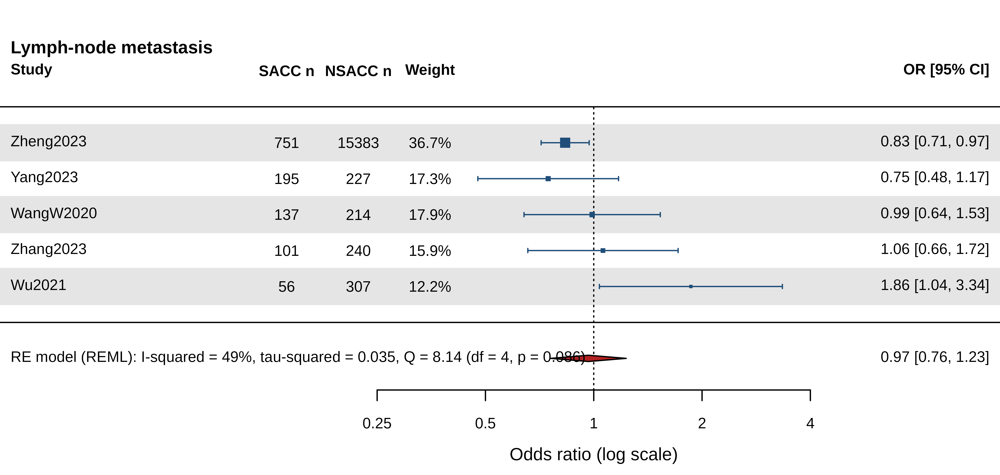 Lymph-node metastasis
Study SACC n NSACC n Weight OR [95% CI]
Zheng2023 751 15383 36.7% 0.83 [0.71, 0.97]
Yang2023 195 227 17.3% 0.75 [0.48, 1.17]
WangW2020 137 214 17.9% 0.99 [0.64, 1.53]
Zhang2023 101 240 15.9% 1.06 [0.66, 1.72]
Wu2021 56 307 12.2% 1.86 [1.04, 3.34]
RE model (REML): I-squared = 49%, tau-squared = 0.035, Q = 8.14 (df = 4, p = 0.086) 0.97 [0.76, 1.23]
0.25 0.5 1 2 4
Odds ratio (log scale)